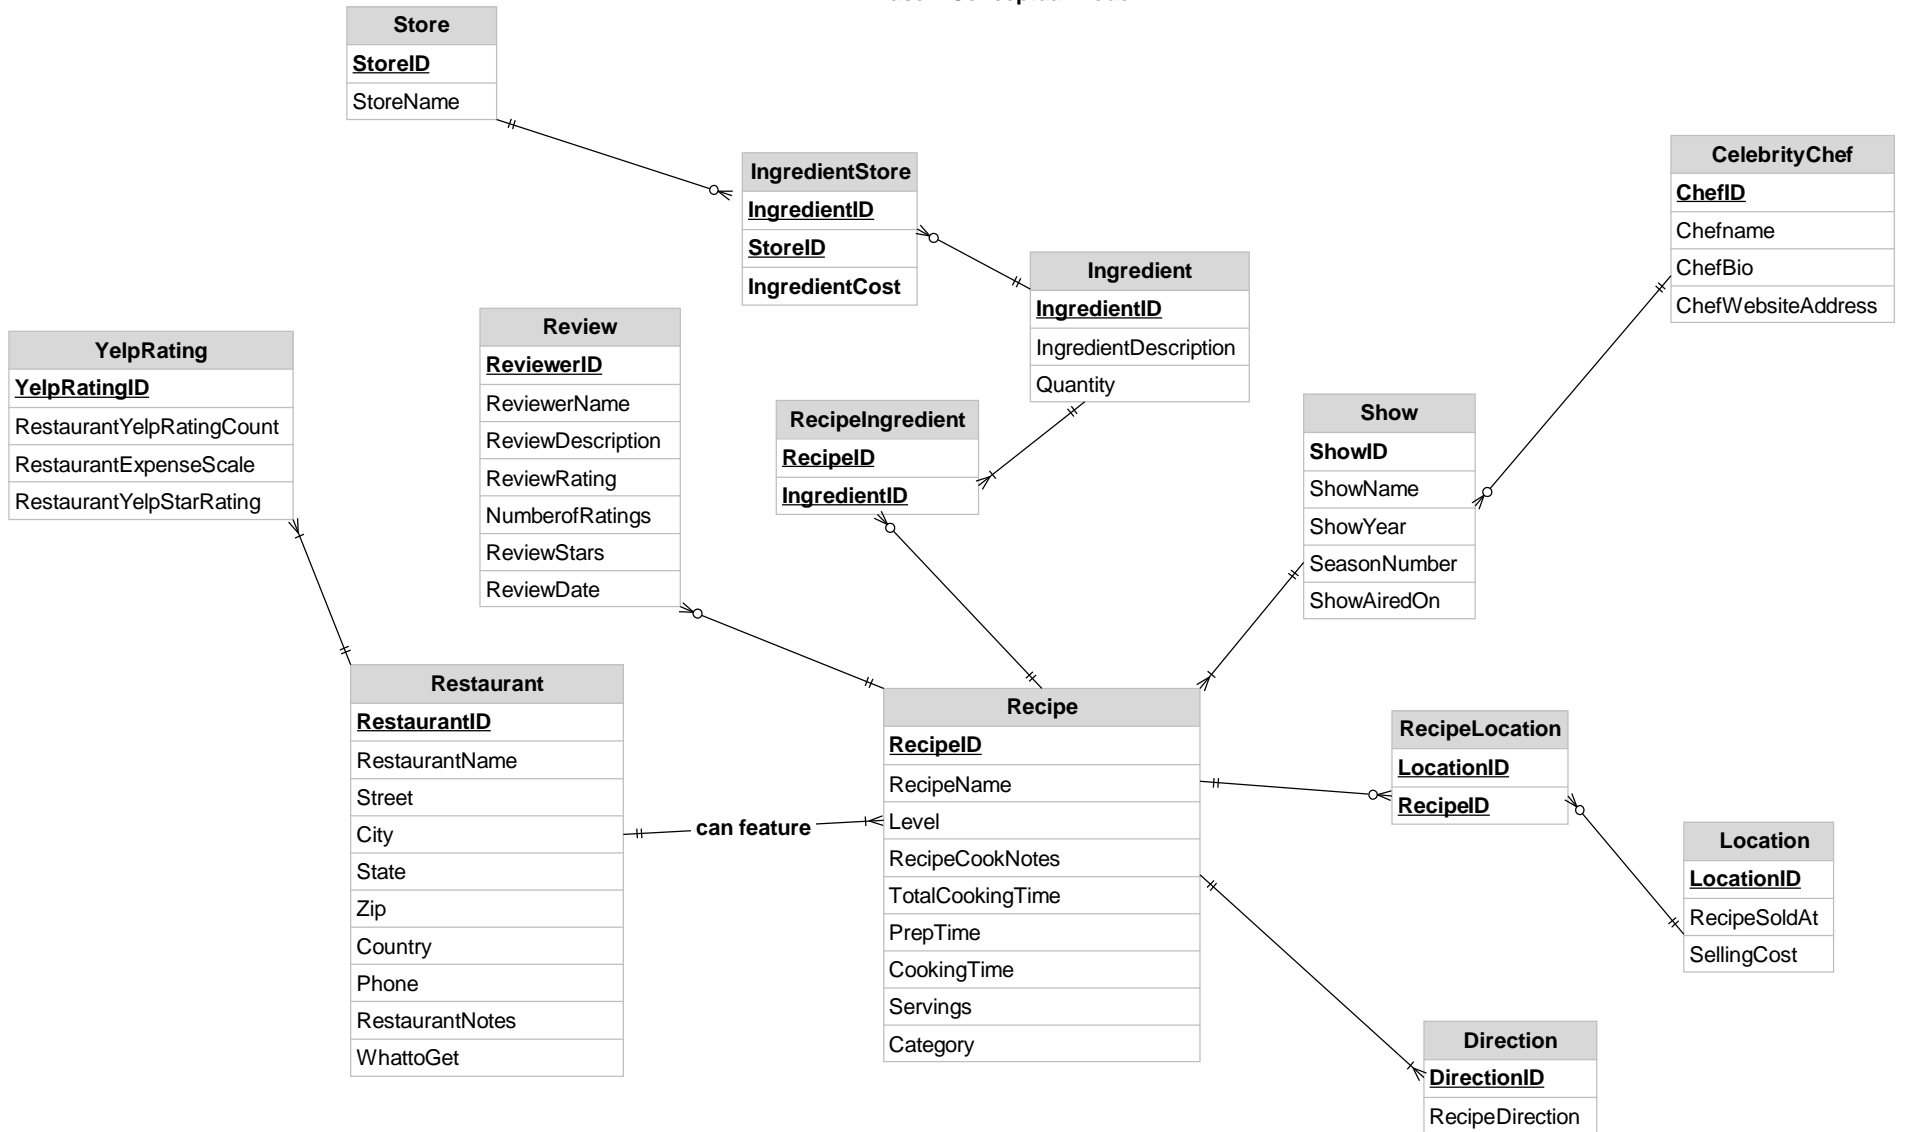 Store
StoreID
StoreName
IngredientStore
IngredientID
StoreID
IngredientCost
CelebrityChef
ChefID
Chefname
ChefBio
ChefWebsiteAddress
Ingredient
IngredientID
IngredientDescription
Quantity
Review
ReviewerID
ReviewerName
ReviewDescription
ReviewRating
NumberofRatings
ReviewStars
ReviewDate
YelpRating
YelpRatingID
RestaurantYelpRatingCount
RestaurantExpenseScale
RestaurantYelpStarRating
RecipeIngredient
RecipeID
IngredientID
Show
ShowID
ShowName
ShowYear
SeasonNumber
ShowAiredOn
Restaurant
RestaurantID
RestaurantName
Street
City
State
Zip
Country
Phone
RestaurantNotes
WhattoGet
can feature
Recipe
RecipeID
RecipeName
Level
RecipeCookNotes
TotalCookingTime
PrepTime
CookingTime
Servings
Category
RecipeLocation
LocationID
RecipeID
Location
LocationID
RecipeSoldAt
SellingCost
Direction
DirectionID
RecipeDirection